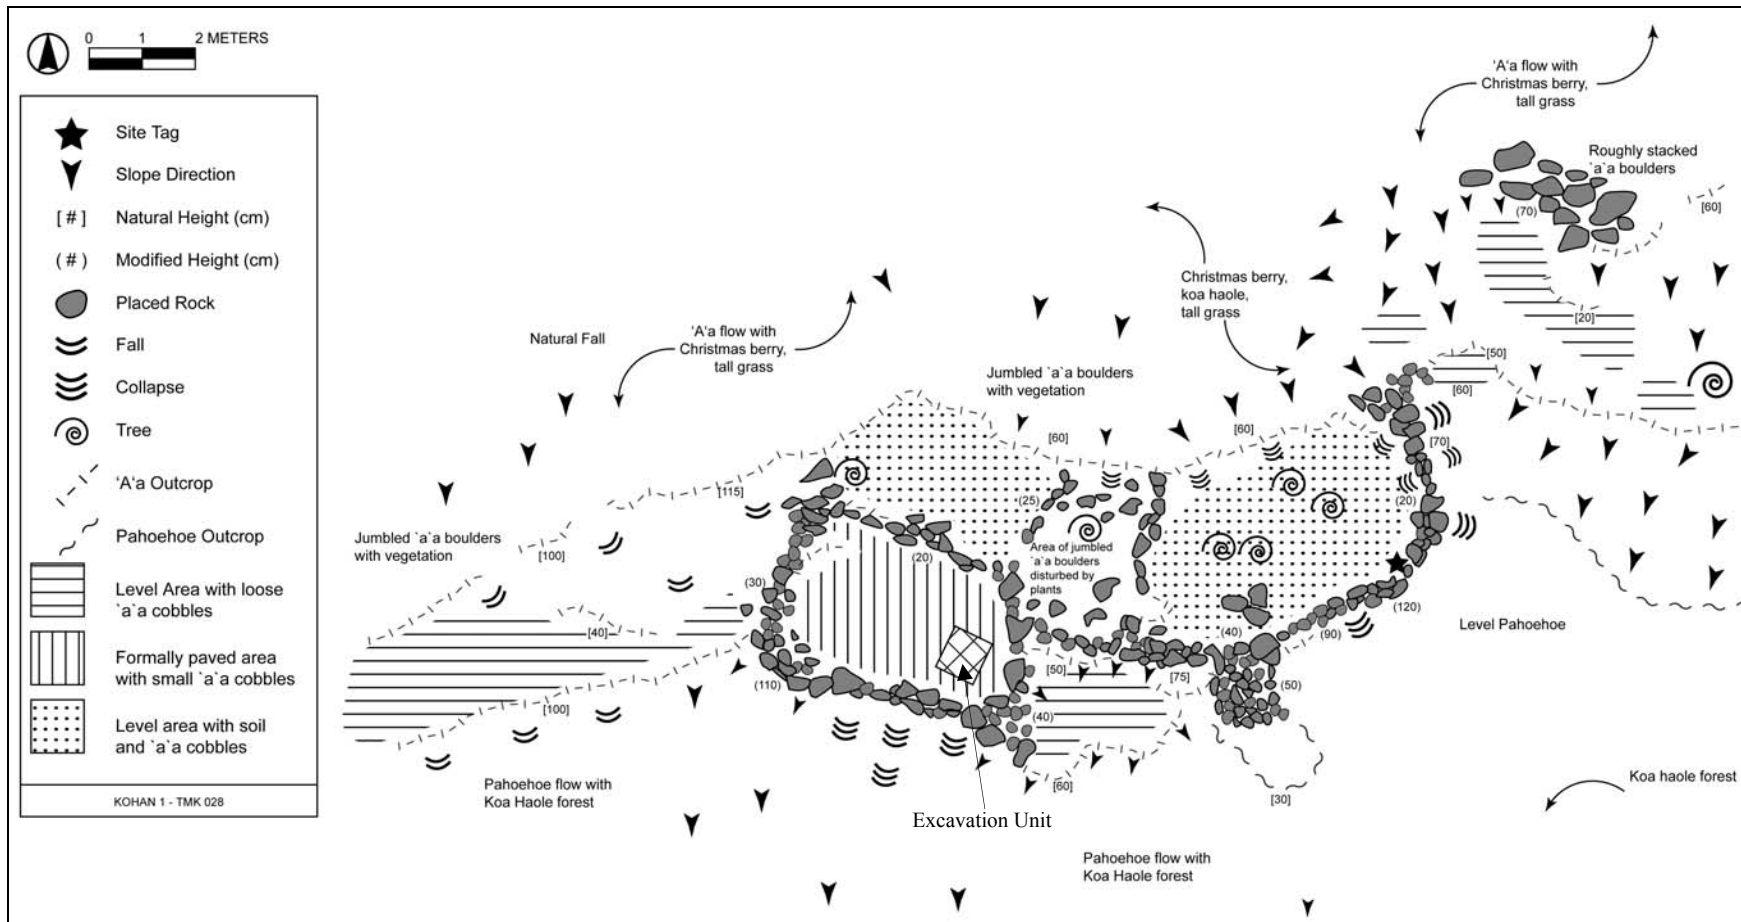 0 1 2 METERS
Site Tag
Slope Direction
[ # ] Natural Height (cm)
( # ) Modified Height (cm)
Placed Rock
Fall
Collapse
Tree
‘A‘a Outcrop
Pahoehoe Outcrop
Level Area with loose
`a`a cobbles
Formally paved area
with small `a`a cobbles
Level area with soil
and `a`a cobbles
KOHAN 1 - TMK 028
‘A‘a flow with
Christmas berry,
tall grass
Roughly stacked
`a`a boulders
(70)
[60]
[20]
Christmas berry,
koa haole,
tall grass
Natural Fall
‘A‘a flow with
Christmas berry,
tall grass
Jumbled `a`a boulders
with vegetation
[50]
[60]
[60]
[60]
[70]
[115]
(25)
(20)
Jumbled `a`a boulders
with vegetation
[100]
(20)
Area of jumbled
`a`a boulders
disturbed by
plants
(30)
[40]
(120)
(90)
(40)
Level Pahoehoe
[50]
[75]
(50)
(110)
[100]
(40)
[60]
[30]
Pahoehoe flow with
Koa Haole forest
Koa haole forest
Excavation Unit
Pahoehoe flow with
Koa Haole forest